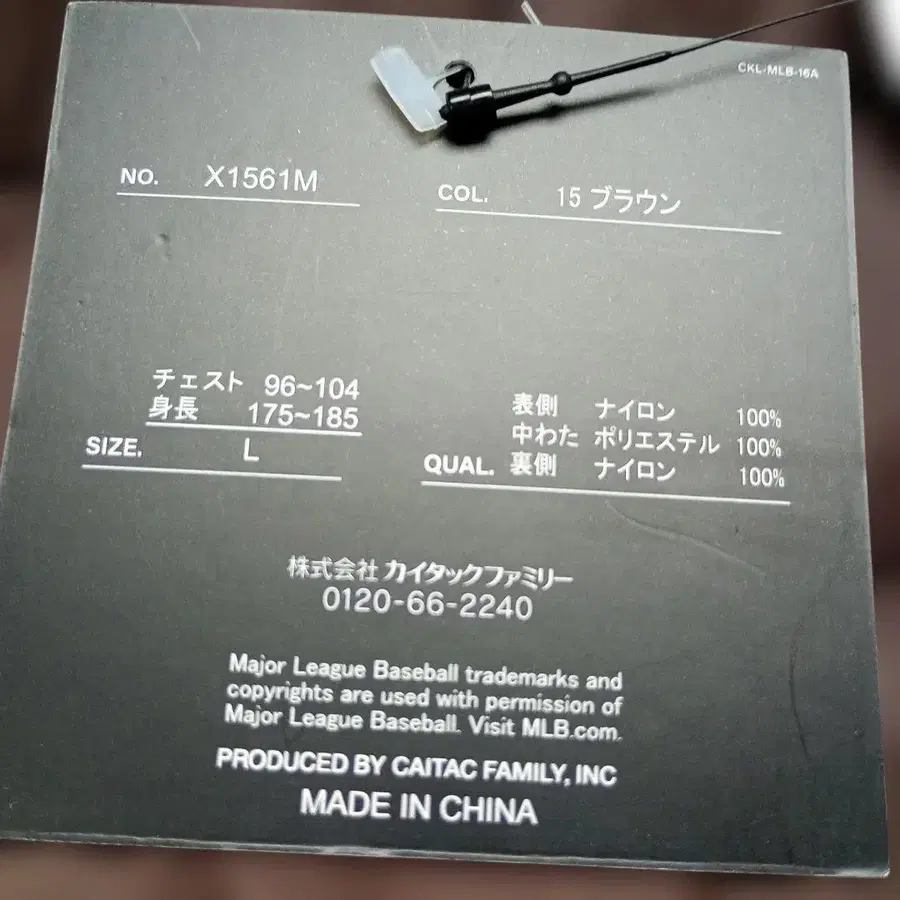 CKL-MLB-16A
NO. X1561M
COL. 15 ブラウン
チェスト 96~104
身長 175~185
SIZE. L
表側 ナイロン 100%
中わた ポリエステル 100%
QUAL. 裏側 ナイロン 100%
株式会社 カイタックファミリー
0120-66-2240
Major League Baseball trademarks and
copyrights are used with permission of
Major League Baseball. Visit MLB.com.
PRODUCED BY CAITAC FAMILY, INC
MADE IN CHINA